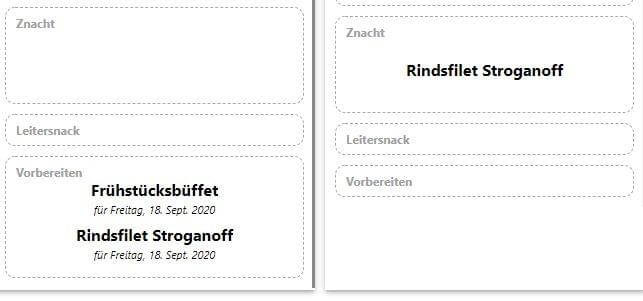 Znacht
Leitersnack
Vorbereiten
Frühstücksbüffet
für Freitag, 18. Sept. 2020
Rindsfilet Stroganoff
für Freitag, 18. Sept. 2020
Znacht
Rindsfilet Stroganoff
Leitersnack
Vorbereiten